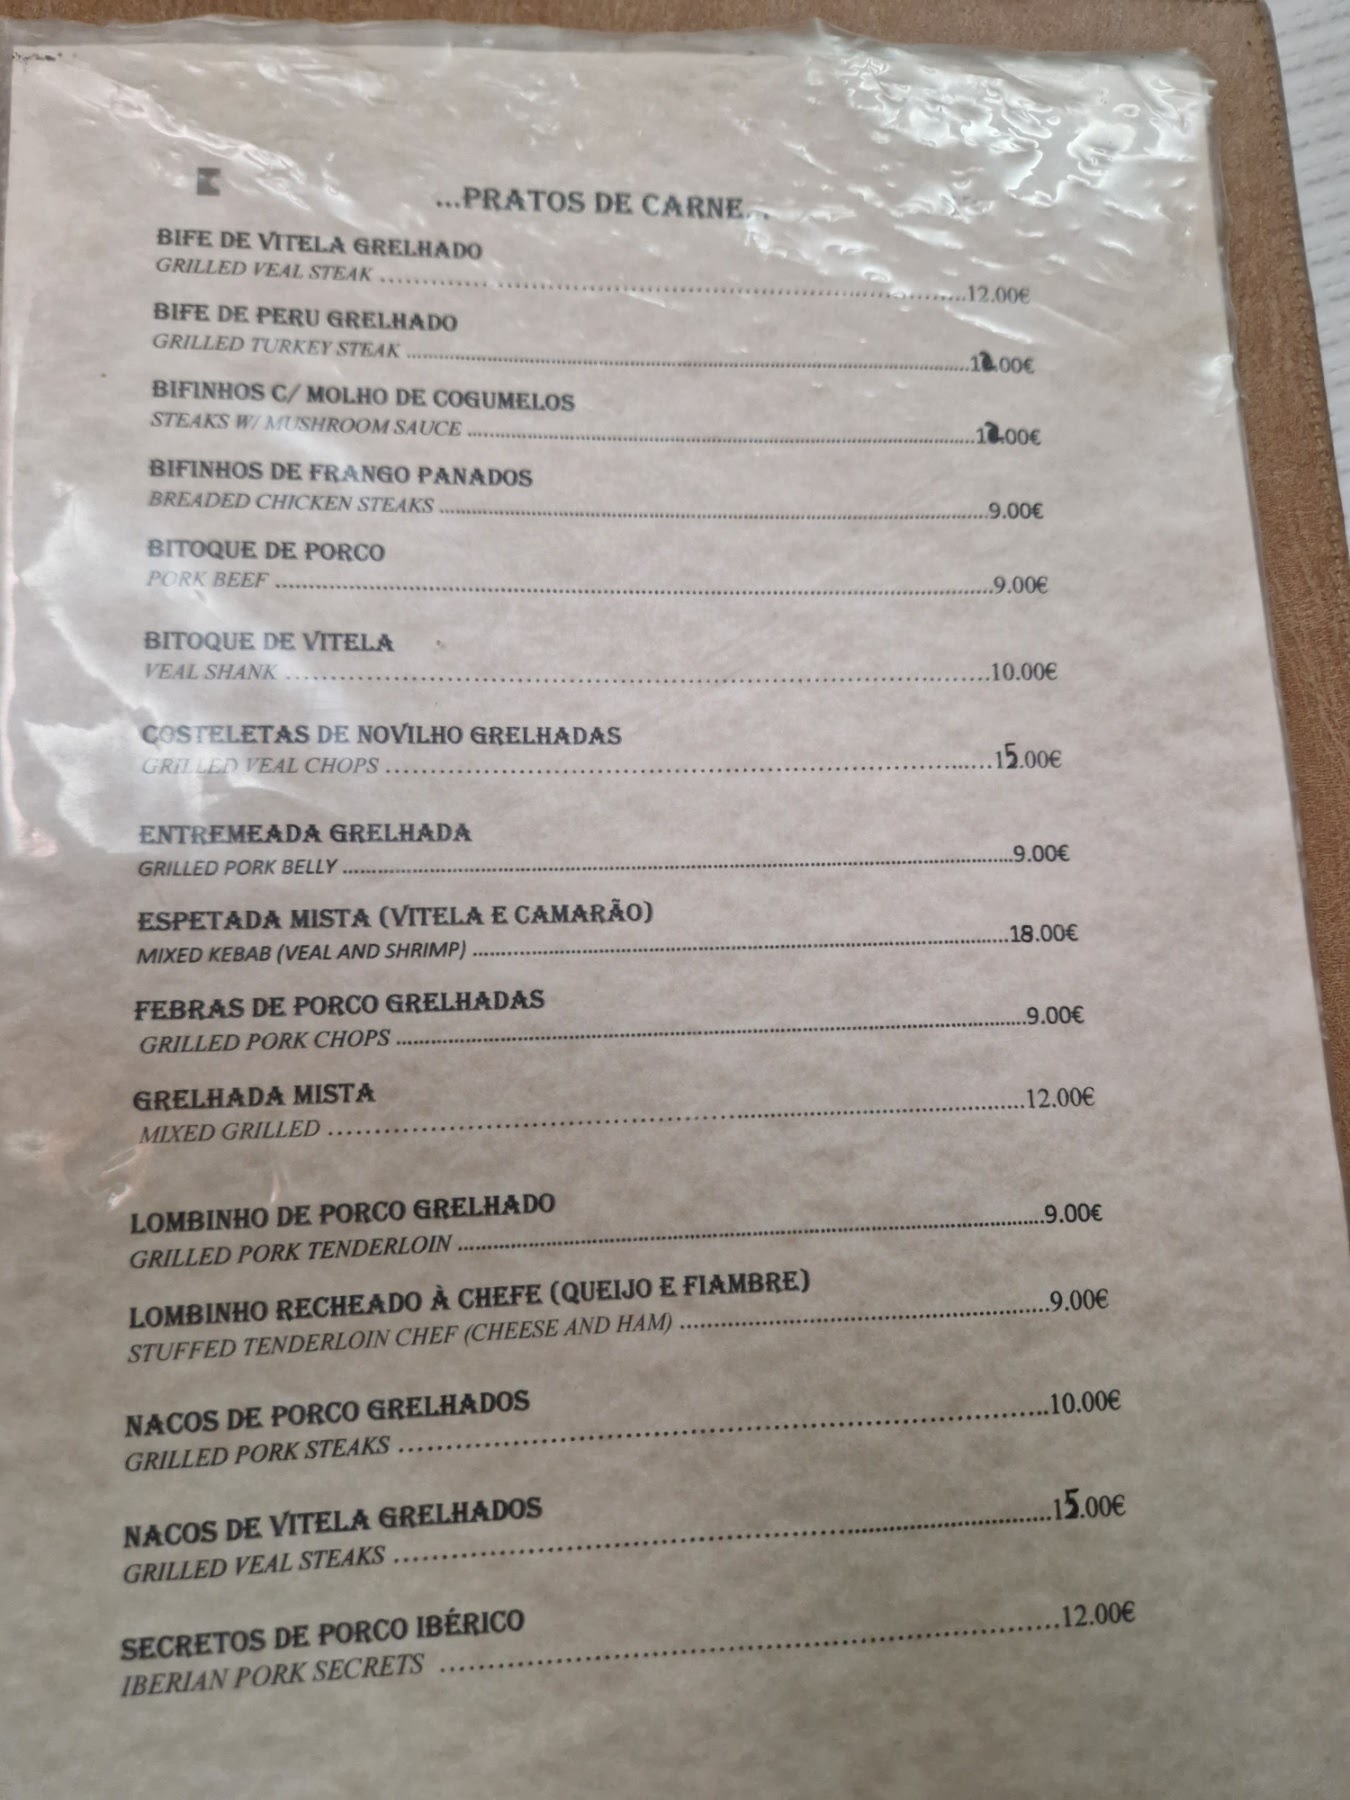 ...PRATOS DE CARNE...
BIFE DE VITELA GRELHADO
GRILLED VEAL STEAK ........................12.00€
BIFE DE PERU GRELHADO
GRILLED TURKEY STEAK ........................
BIFINHOS C/ MOLHO DE COGUMELOS
STEAKS W/ MUSHROOM SAUCE ........................
BIFINHOS DE FRANGO PANADOS
BREADED CHICKEN STEAKS ........................9.00€
BITOQUE DE PORCO
PORK BEEF ........................9.00€
BITOQUE DE VITELA
VEAL SHANK ........................10.00€
COSTELETAS DE NOVILHO GRELHADAS
GRILLED VEAL CHOPS ........................15.00€
ENTREMEADA GRELHADA
GRILLED PORK BELLY ........................9.00€
ESPETADA MISTA (VITELA E CAMARÃO)
MIXED KEBAB (VEAL AND SHRIMP) ........................18.00€
FEBRAS DE PORCO GRELHADAS
GRILLED PORK CHOPS ........................9.00€
GRELHADA MISTA
MIXED GRILLED ........................12.00€
LOMBINHO DE PORCO GRELHADO
GRILLED PORK TENDERLOIN ........................9.00€
LOMBINHO RECHEADO À CHEFE (QUEIJO E FIAMBRE)
STUFFED TENDERLOIN CHEF (CHEESE AND HAM) ........................9.00€
NACOS DE PORCO GRELHADOS
GRILLED PORK STEAKS ........................10.00€
NACOS DE VITELA GRELHADOS
GRILLED VEAL STEAKS ........................15.00€
SECRETOS DE PORCO IBÉRICO
IBERIAN PORK SECRETS ........................12.00€